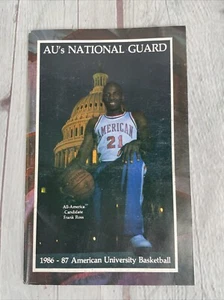 AU's NATIONAL GUARD
AMERICAN
21
All-America
Candidate
Frank Ross
1986 - 87 American University Basketball